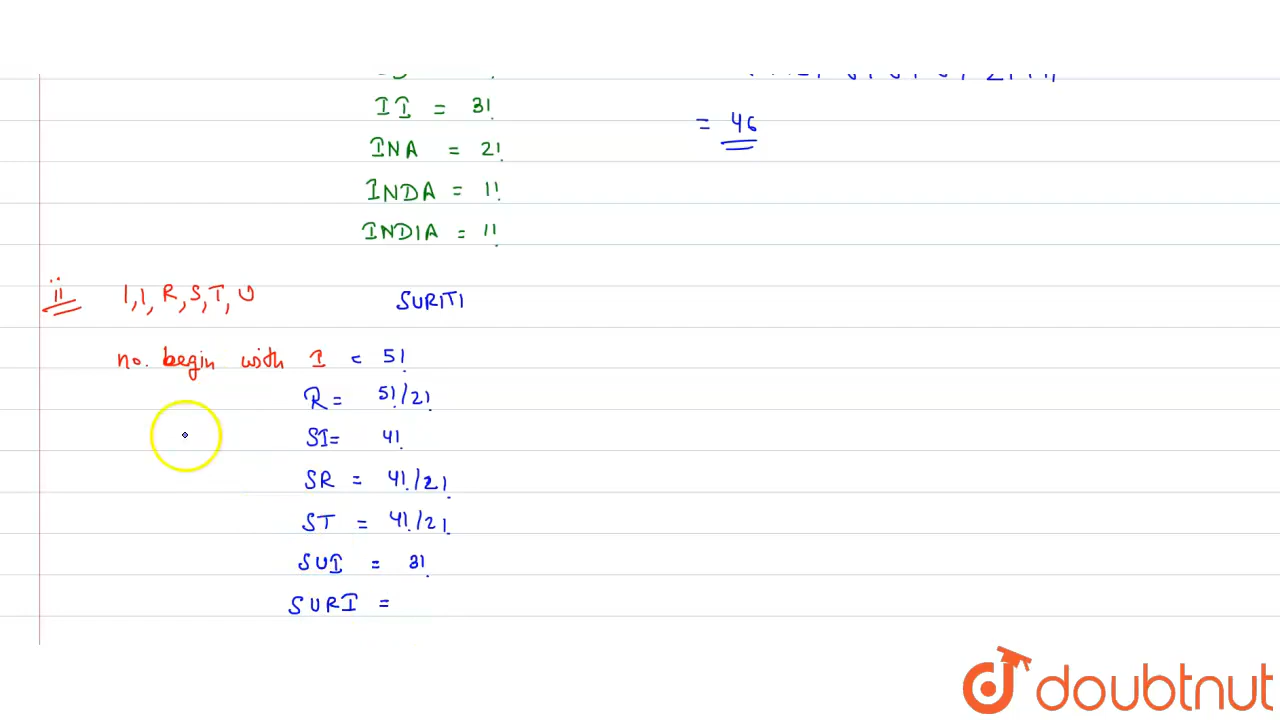 II = 3!
= 46
INA = 2!
INDA = 1!
INDIA = 1!
ii I, I, R, S, T, U SURITI
no. begin with I = 5!
R = 5!/2!
SI = 4!
SR = 4!/2!
ST = 4!/2!
SUI = 3!
SURI =
doubtnut